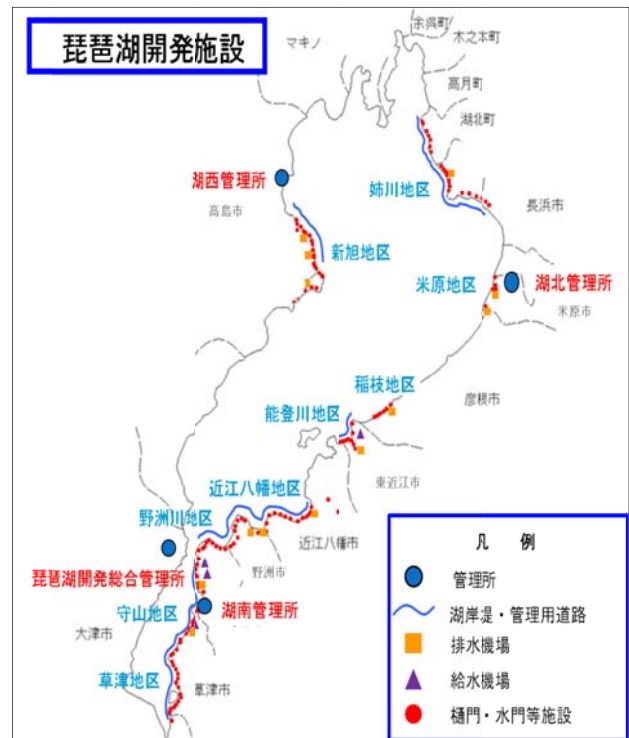 琵琶湖開発施設
余呉町
木之本町
マキノ
高月町
湖北町
湖西管理所
高島市
姉川地区
長浜市
新旭地区
米原地区
湖北管理所
米原市
稲枝地区
能登川地区
彦根市
東近江市
近江八幡地区
野洲川地区
近江八幡市
野洲市
琵琶湖開発総合管理所
守山地区
湖南管理所
大津市
草津地区
草津市
凡 例
管理所
湖岸堤・管理用道路
排水機場
給水機場
樋門・水門等施設